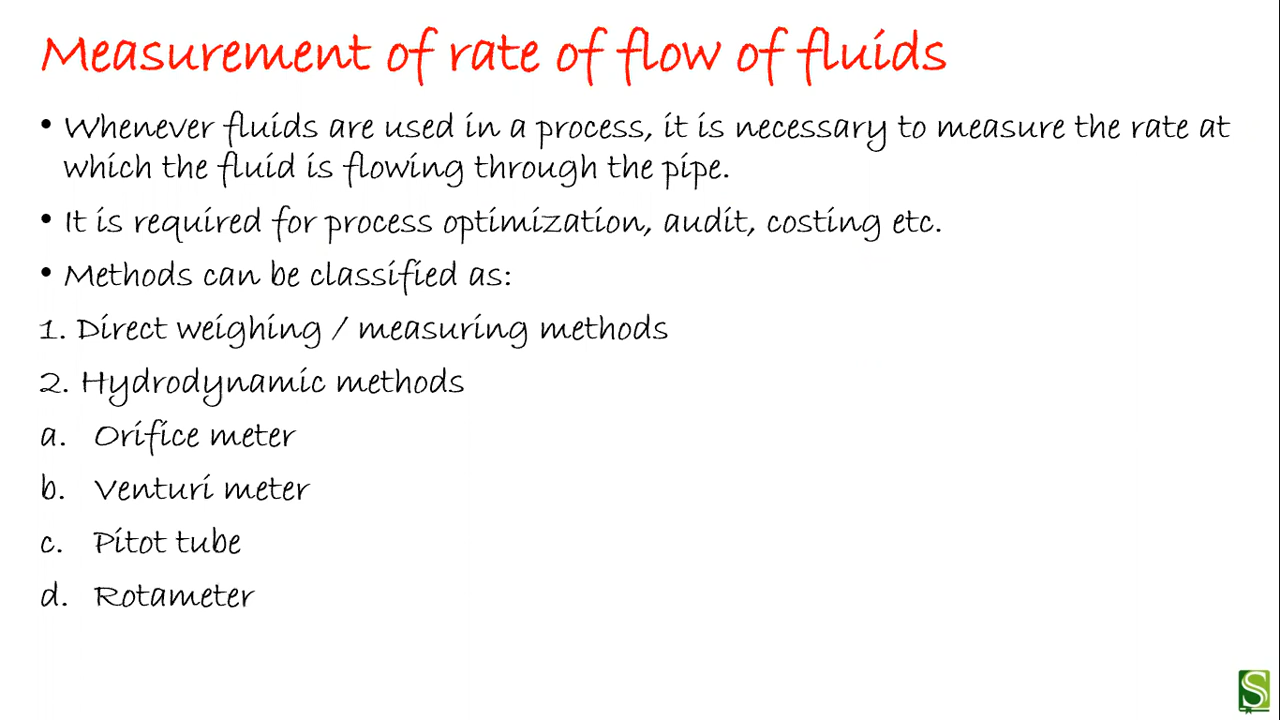 Measurement of rate of flow of fluids
• Whenever fluids are used in a process, it is necessary to measure the rate at
which the fluid is flowing through the pipe.
• It is required for process optimization, audit, costing etc.
• Methods can be classified as:
1. Direct weighing / measuring methods
2. Hydrodynamic methods
a. Orifice meter
b. Venturi meter
c. Pitot tube
d. Rotameter
S